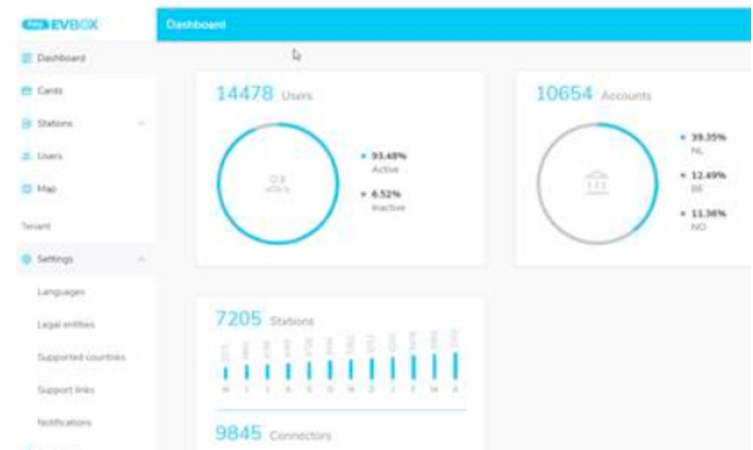 EVBOX
Dashboard
Dashboard
Cards
Stations
Users
Map
Tenant
Settings
Languages
Legal entities
Supported countries
Support links
Notifications
14478 Users
93.48%
Active
6.52%
Inactive
10654 Accounts
39.35%
NL
12.49%
BE
11.36%
NO
7205 Stations
M J J A S O N D J F M A
9845 Connectors